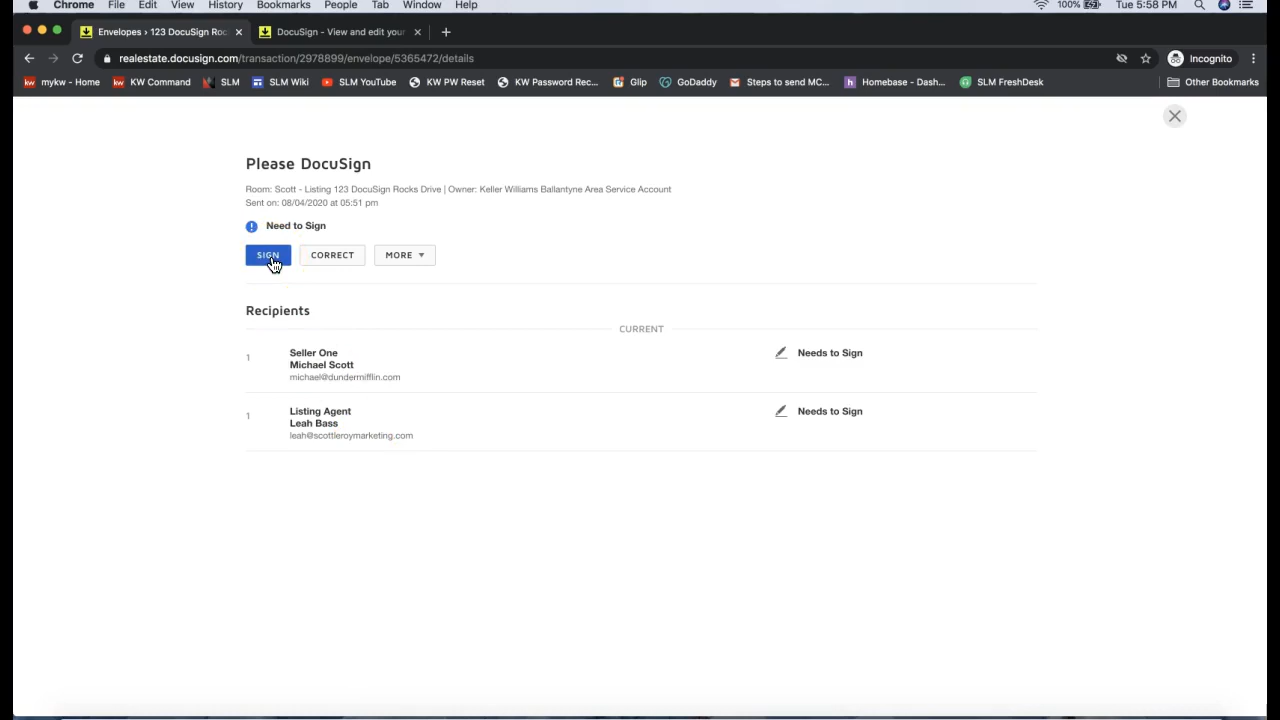 Chrome File Edit View History Bookmarks People Tab Window Help 100% Tue 5:58 PM
Envelopes › 123 DocuSign Roc DocuSign - View and edit your
realestate.docusign.com/transaction/2978899/envelope/5365472/details Incognito
mykw - Home KW Command SLM SLM Wiki SLM YouTube KW PW Reset KW Password Rec... Glip GoDaddy Steps to send MC... Homebase - Dash... SLM FreshDesk Other Bookmarks
Please DocuSign
Room: Scott - Listing 123 DocuSign Rocks Drive | Owner: Keller Williams Ballantyne Area Service Account
Sent on: 08/04/2020 at 05:51 pm
Need to Sign
SIGN CORRECT MORE
Recipients
CURRENT
1 Seller One Needs to Sign
Michael Scott
michael@dundermifflin.com
1 Listing Agent Needs to Sign
Leah Bass
leah@scottleroymarketing.com